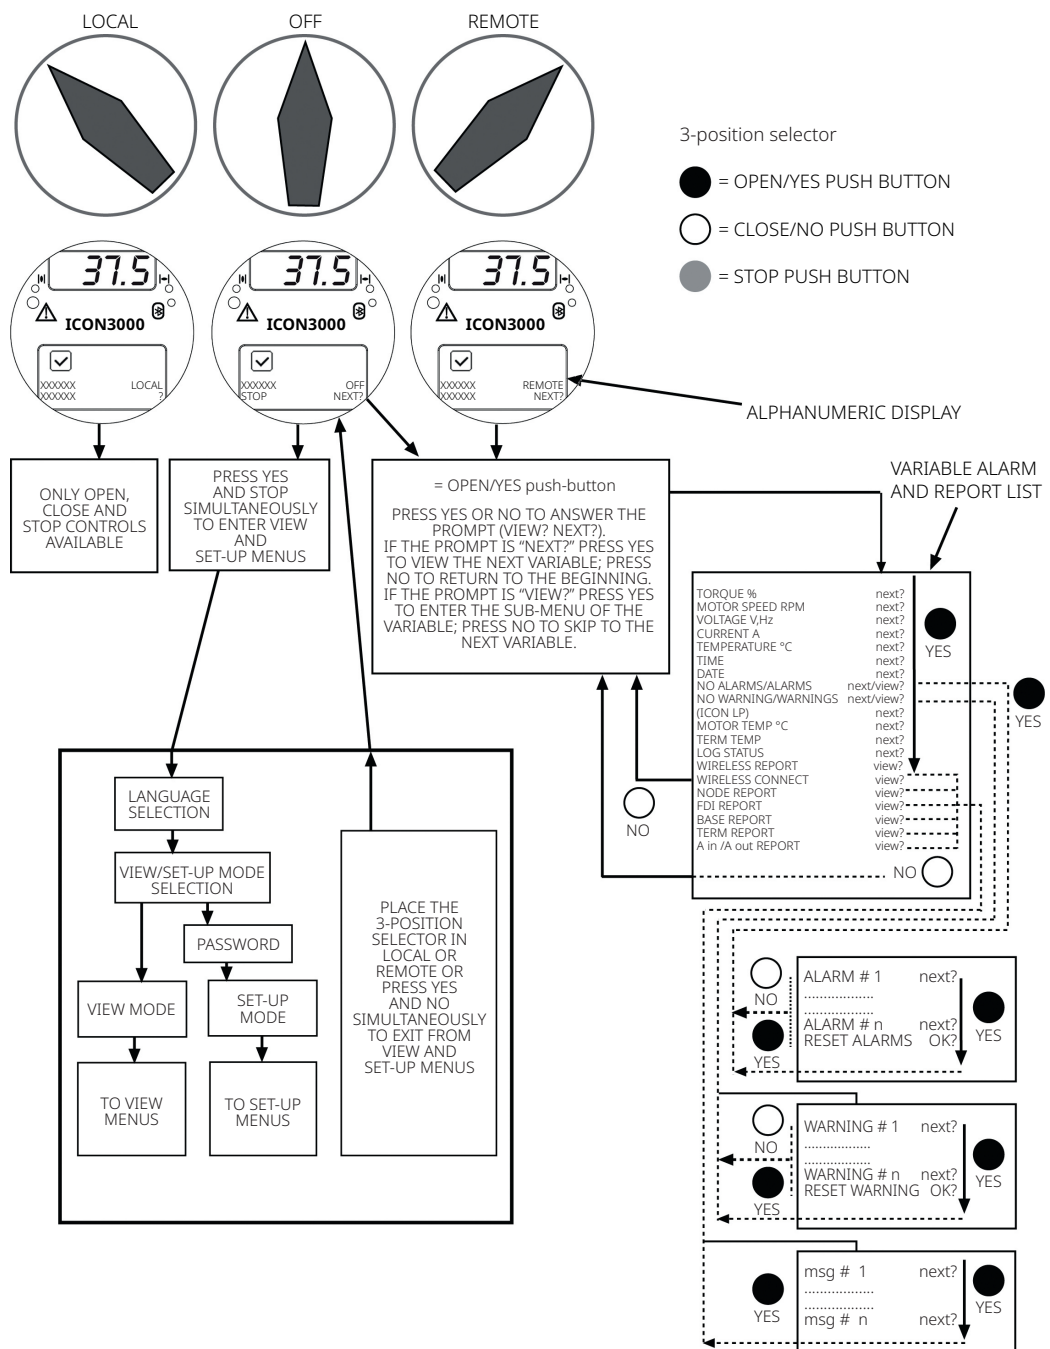 LOCAL
OFF
REMOTE
3-position selector
= OPEN/YES PUSH BUTTON
= CLOSE/NO PUSH BUTTON
= STOP PUSH BUTTON
37.5
ICON3000
XXXXXX LOCAL
XXXXXX ?
37.5
ICON3000
XXXXXX OFF
STOP NEXT?
37.5
ICON3000
XXXXXX REMOTE
XXXXXX NEXT?
ALPHANUMERIC DISPLAY
ONLY OPEN,
CLOSE AND
STOP CONTROLS
AVAILABLE
PRESS YES
AND STOP
SIMULTANEOUSLY
TO ENTER VIEW
AND
SET-UP MENUS
= OPEN/YES push-button
PRESS YES OR NO TO ANSWER THE
PROMPT (VIEW? NEXT?).
IF THE PROMPT IS “NEXT?” PRESS YES
TO VIEW THE NEXT VARIABLE; PRESS
NO TO RETURN TO THE BEGINNING.
IF THE PROMPT IS “VIEW?” PRESS YES
TO ENTER THE SUB-MENU OF THE
VARIABLE; PRESS NO TO SKIP TO THE
NEXT VARIABLE.
VARIABLE ALARM
AND REPORT LIST
TORQUE % next?
MOTOR SPEED RPM next?
VOLTAGE V,Hz next?
CURRENT A next?
TEMPERATURE °C next?
TIME next?
DATE next?
NO ALARMS/ALARMS next/view?
NO WARNING/WARNINGS next/view?
(ICON LP) next?
MOTOR TEMP °C next?
TERM TEMP next?
LOG STATUS next?
WIRELESS REPORT view?
WIRELESS CONNECT view?
NODE REPORT view?
FDI REPORT view?
BASE REPORT view?
TERM REPORT view?
A in /A out REPORT view?
YES
YES
NO
NO
LANGUAGE
SELECTION
VIEW/SET-UP MODE
SELECTION
PASSWORD
VIEW MODE
SET-UP
MODE
TO VIEW
MENUS
TO SET-UP
MENUS
PLACE THE
3-POSITION
SELECTOR IN
LOCAL OR
REMOTE OR
PRESS YES
AND NO
SIMULTANEOUSLY
TO EXIT FROM
VIEW AND
SET-UP MENUS
NO
YES
ALARM # 1 next?
...................
...................
ALARM # n next?
RESET ALARMS OK?
YES
NO
YES
WARNING # 1 next?
...................
...................
WARNING # n next?
RESET WARNING OK?
YES
YES
msg # 1 next?
...................
...................
msg # n next?
YES